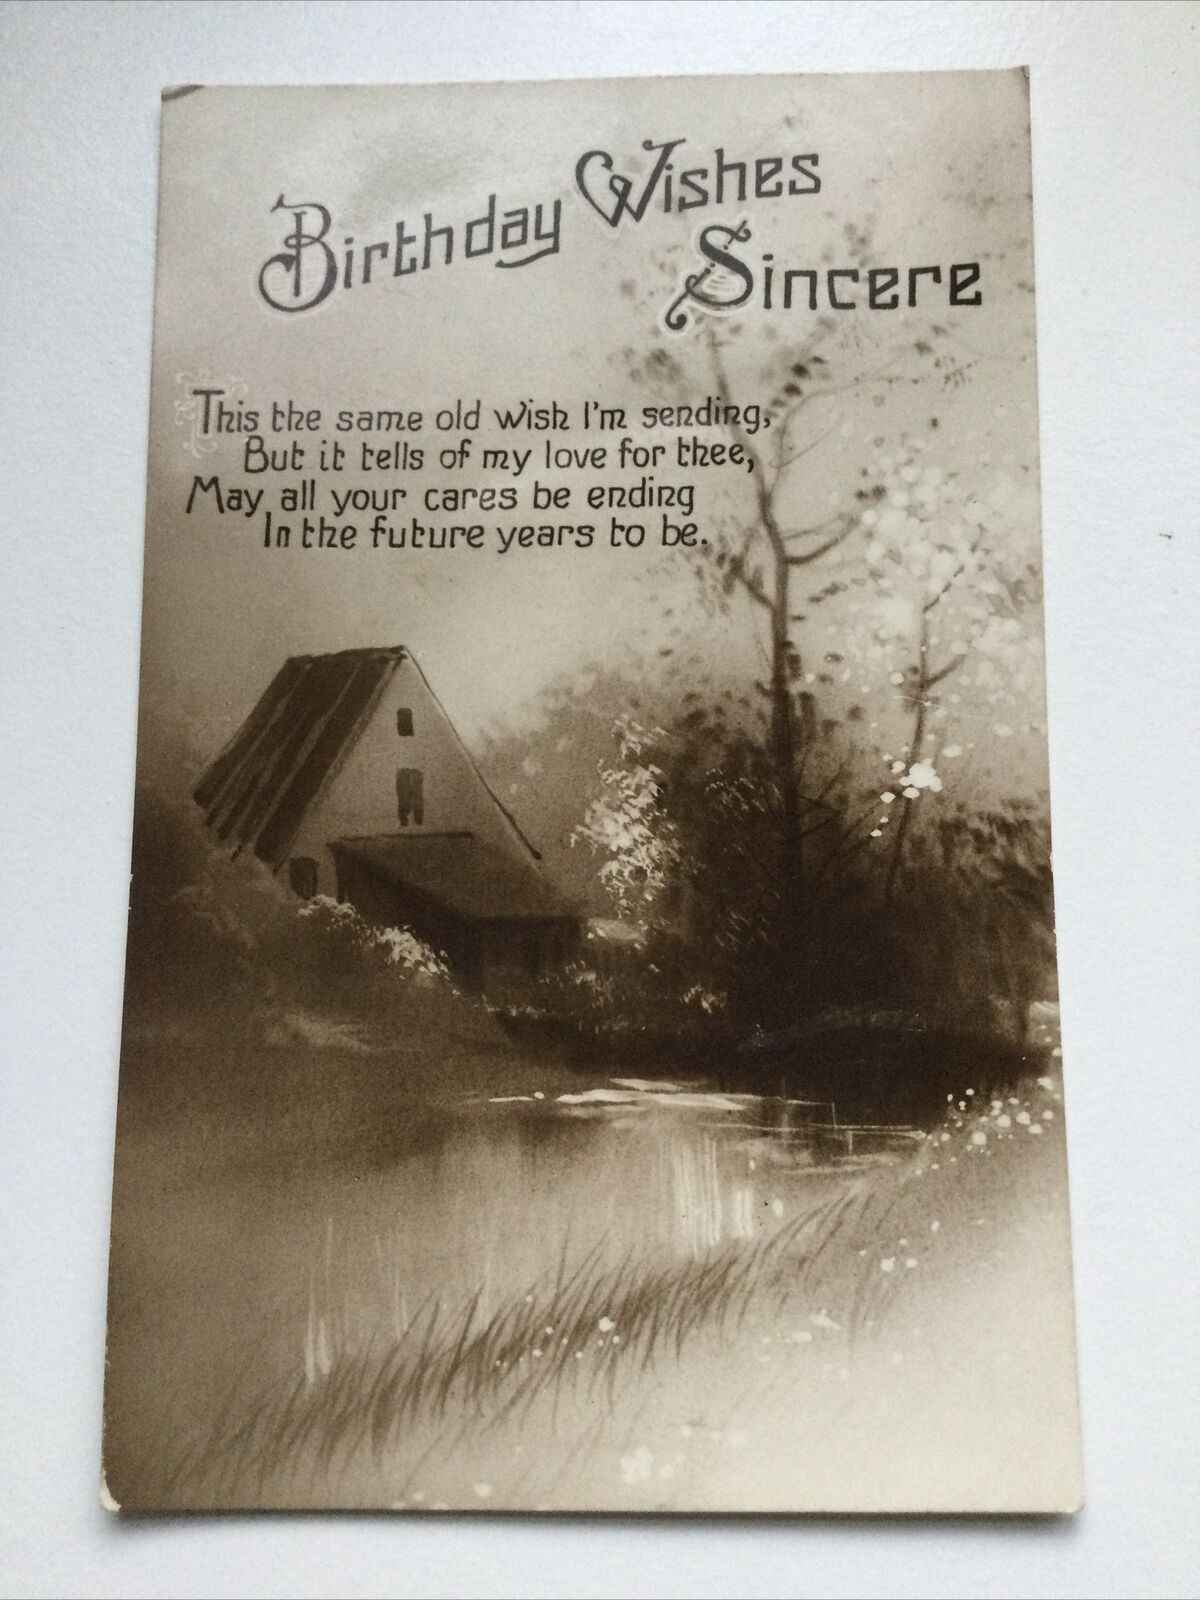 Birthday Wishes
Sincere
This the same old wish I'm sending,
But it tells of my love for thee,
May all your cares be ending
In the future years to be.